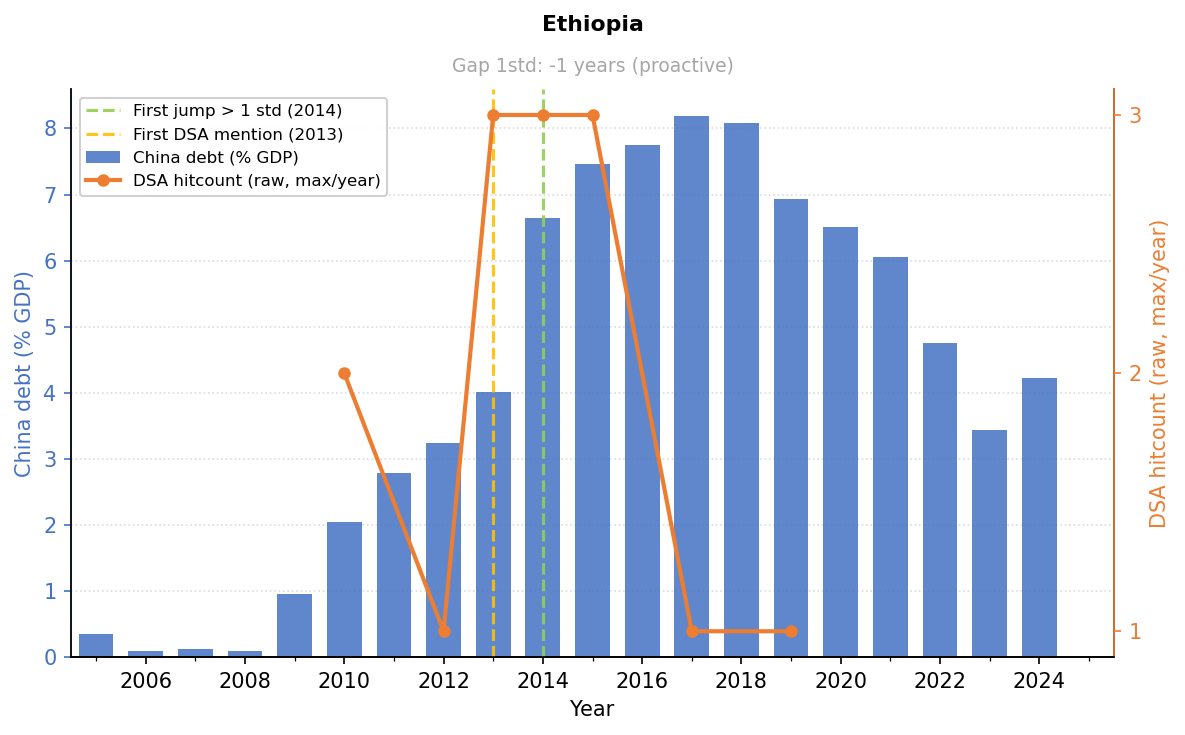 Ethiopia
Gap 1std: -1 years (proactive)
First jump > 1 std (2014)
First DSA mention (2013)
China debt (% GDP)
DSA hitcount (raw, max/year)
China debt (% GDP)
8
7
6
5
4
3
2
1
0
3
2
1
DSA hitcount (raw, max/year)
2006 2008 2010 2012 2014 2016 2018 2020 2022 2024
Year